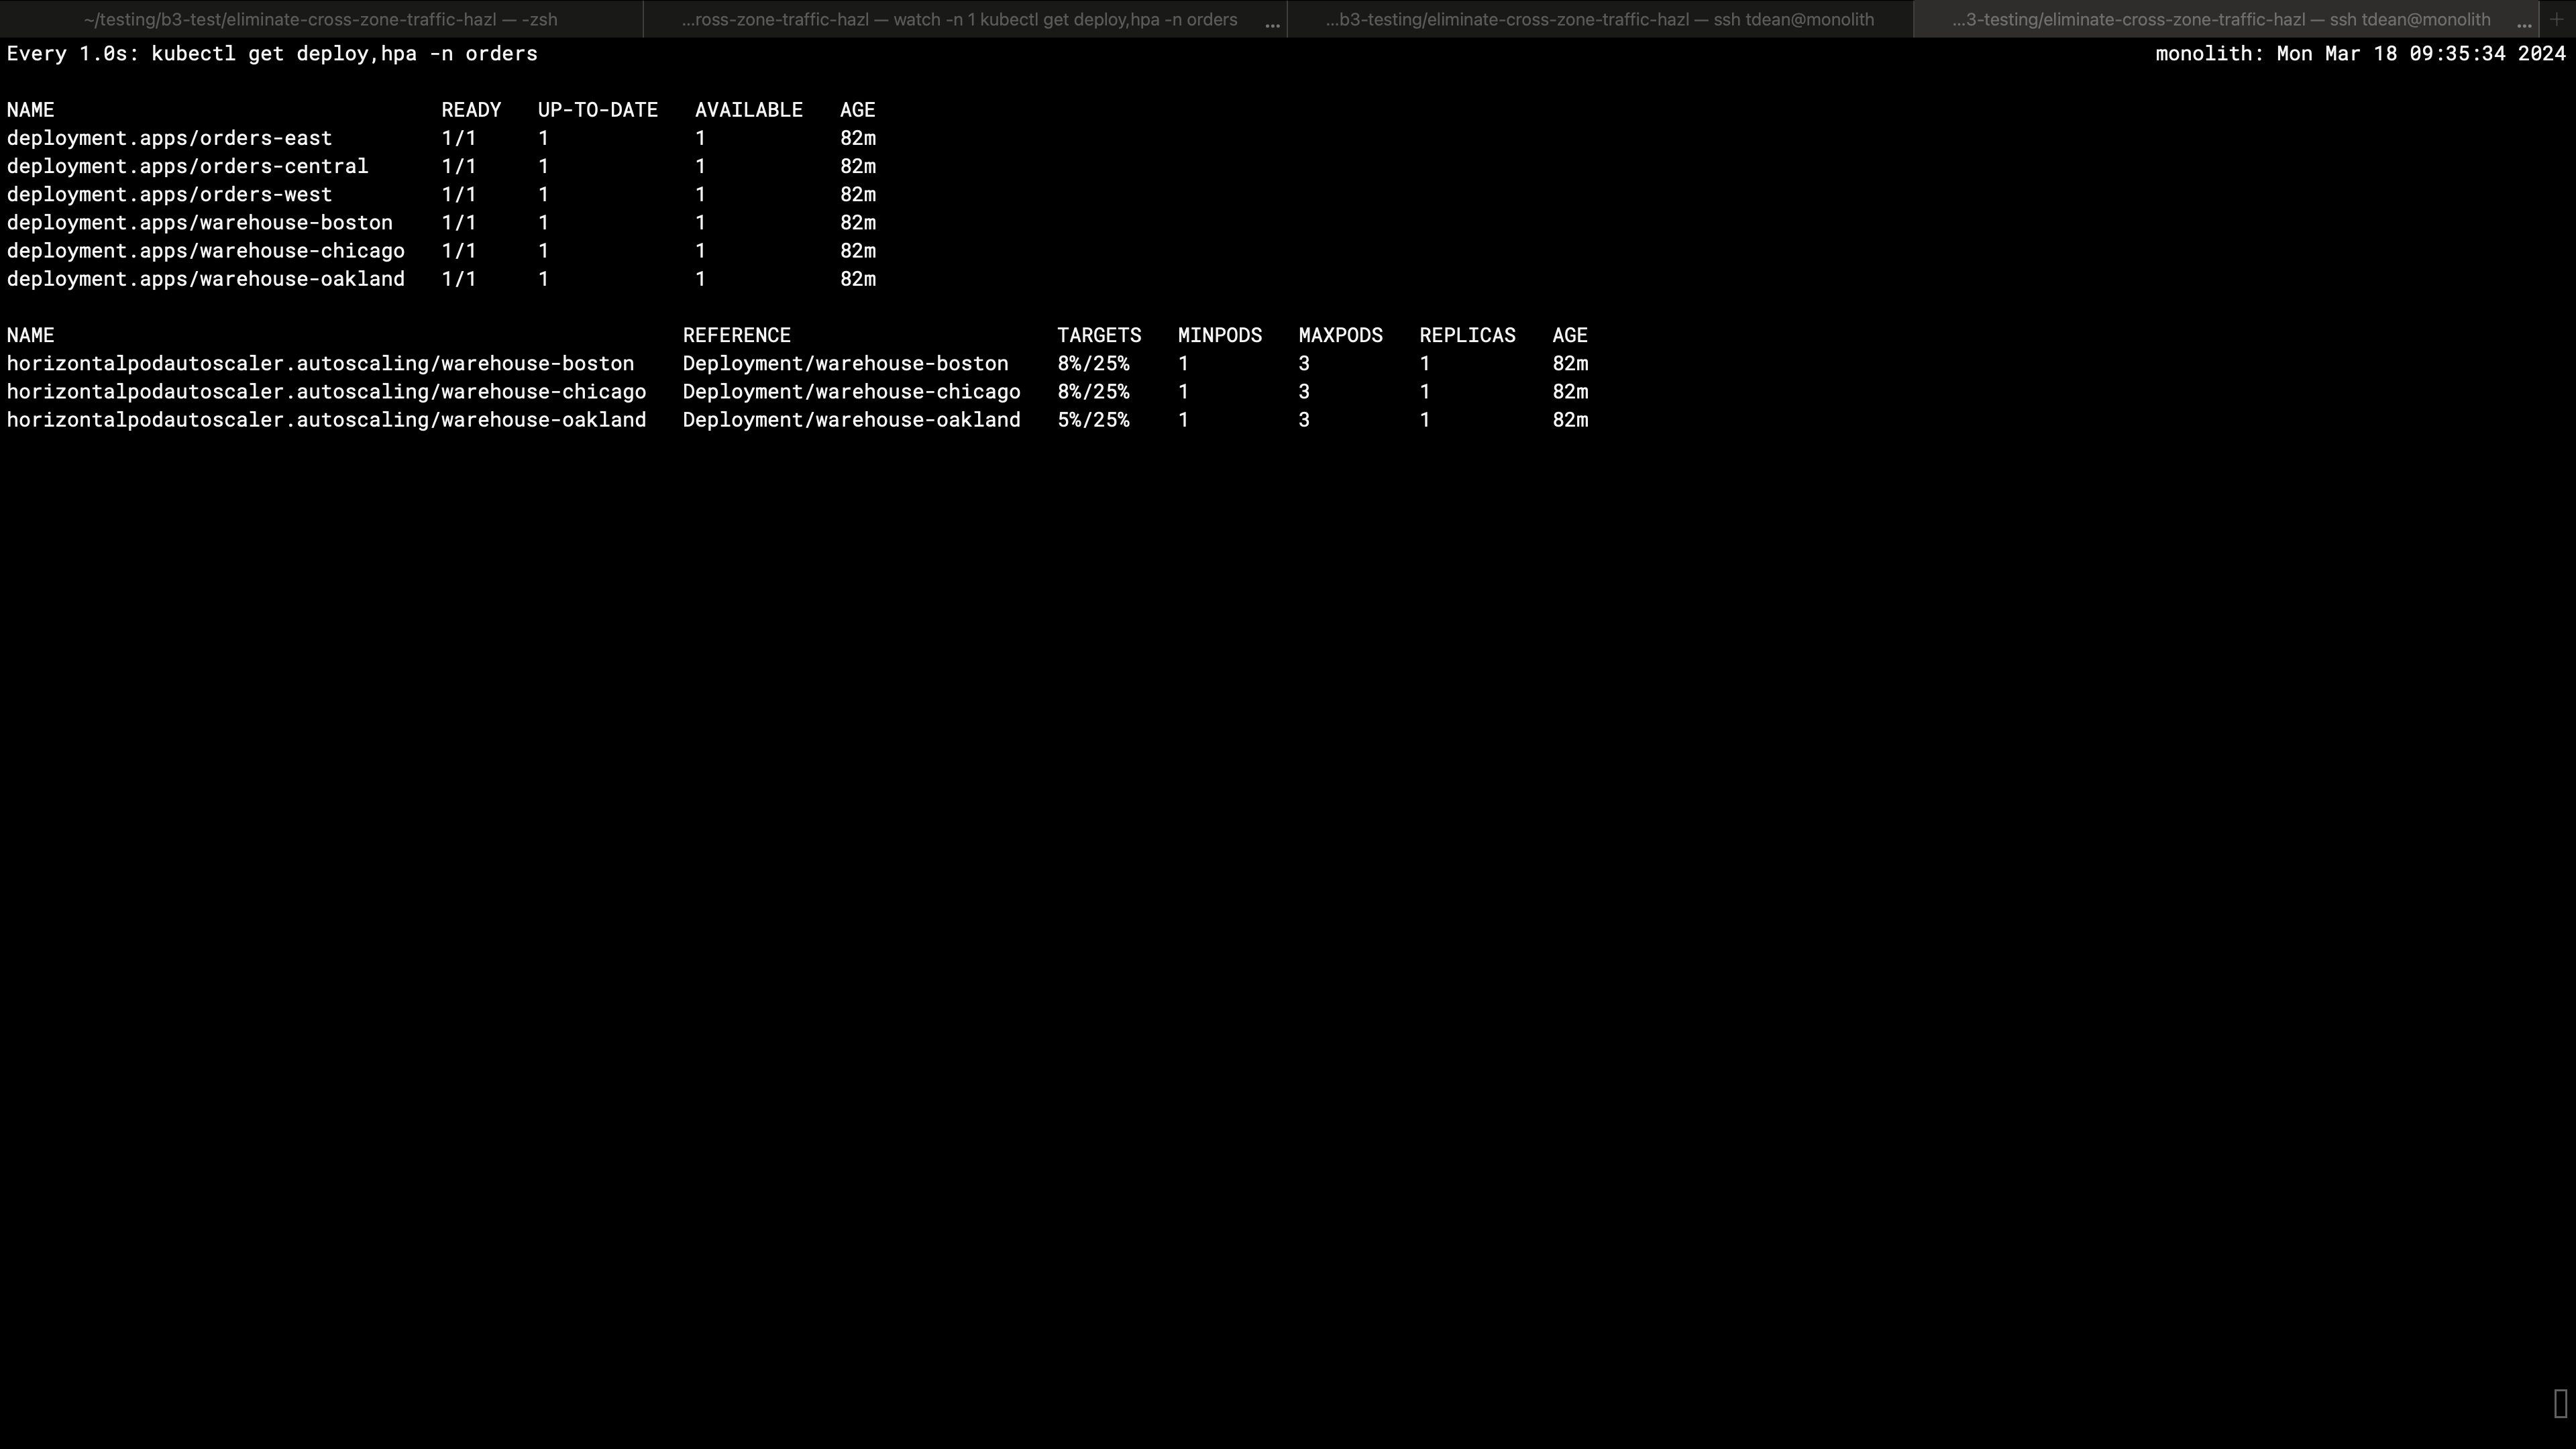 ~/testing/b3-test/eliminate-cross-zone-traffic-hazl — -zsh
...ross-zone-traffic-hazl — watch -n 1 kubectl get deploy,hpa -n orders ...
...b3-testing/eliminate-cross-zone-traffic-hazl — ssh tdean@monolith
...3-testing/eliminate-cross-zone-traffic-hazl — ssh tdean@monolith ... +
Every 1.0s: kubectl get deploy,hpa -n orders monolith: Mon Mar 18 09:35:34 2024
NAME READY UP-TO-DATE AVAILABLE AGE
deployment.apps/orders-east 1/1 1 1 82m
deployment.apps/orders-central 1/1 1 1 82m
deployment.apps/orders-west 1/1 1 1 82m
deployment.apps/warehouse-boston 1/1 1 1 82m
deployment.apps/warehouse-chicago 1/1 1 1 82m
deployment.apps/warehouse-oakland 1/1 1 1 82m
NAME REFERENCE TARGETS MINPODS MAXPODS REPLICAS AGE
horizontalpodautoscaler.autoscaling/warehouse-boston Deployment/warehouse-boston 8%/25% 1 3 1 82m
horizontalpodautoscaler.autoscaling/warehouse-chicago Deployment/warehouse-chicago 8%/25% 1 3 1 82m
horizontalpodautoscaler.autoscaling/warehouse-oakland Deployment/warehouse-oakland 5%/25% 1 3 1 82m